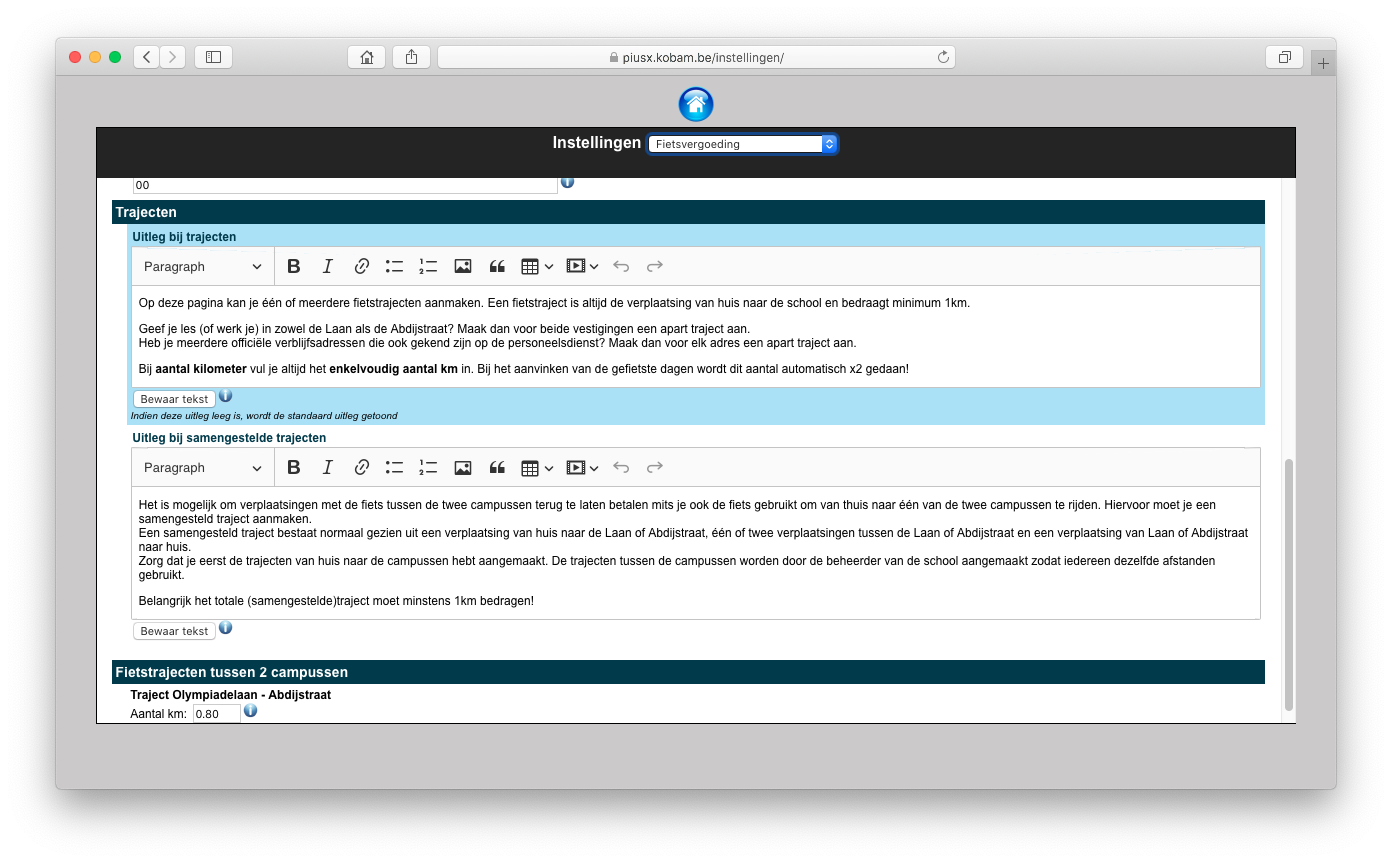 piusx.kobam.be/instellingen/
Instellingen Fietsvergoeding
00
Trajecten
Uitleg bij trajecten
Paragraph
Op deze pagina kan je één of meerdere fietstrajecten aanmaken. Een fietstraject is altijd de verplaatsing van huis naar de school en bedraagt minimum 1km.
Geef je les (of werk je) in zowel de Laan als de Abdijstraat? Maak dan voor beide vestigingen een apart traject aan.
Heb je meerdere officiële verblijfsadressen die ook gekend zijn op de personeelsdienst? Maak dan voor elk adres een apart traject aan.
Bij aantal kilometer vul je altijd het enkelvoudig aantal km in. Bij het aanvinken van de gefietste dagen wordt dit aantal automatisch x2 gedaan!
Bewaar tekst
Indien deze uitleg leeg is, wordt de standaard uitleg getoond
Uitleg bij samengestelde trajecten
Paragraph
Het is mogelijk om verplaatsingen met de fiets tussen de twee campussen terug te laten betalen mits je ook de fiets gebruikt om van thuis naar één van de twee campussen te rijden. Hiervoor moet je een
samengesteld traject aanmaken.
Een samengesteld traject bestaat normaal gezien uit een verplaatsing van huis naar de Laan of Abdijstraat, één of twee verplaatsingen tussen de Laan of Abdijstraat en een verplaatsing van Laan of Abdijstraat
naar huis.
Zorg dat je eerst de trajecten van huis naar de campussen hebt aangemaakt. De trajecten tussen de campussen worden door de beheerder van de school aangemaakt zodat iedereen dezelfde afstanden
gebruikt.
Belangrijk het totale (samengestelde)traject moet minstens 1km bedragen!
Bewaar tekst
Fietstrajecten tussen 2 campussen
Traject Olympiadelaan - Abdijstraat
Aantal km: 0.80